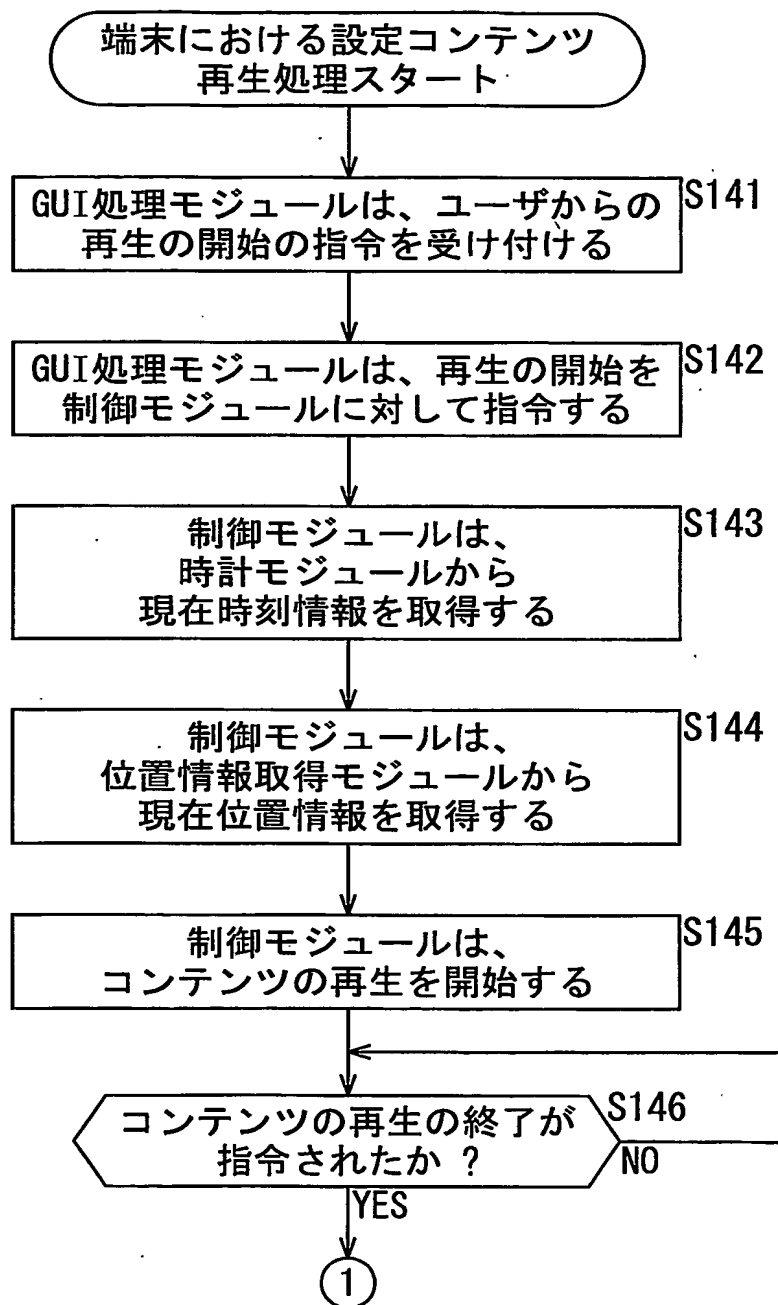 端末における設定コンテンツ
再生処理スタート
S141
GUI処理モジュールは、ユーザからの
再生の開始の指令を受け付ける
S142
GUI処理モジュールは、再生の開始を
制御モジュールに対して指令する
S143
制御モジュールは、
時計モジュールから
現在時刻情報を取得する
S144
制御モジュールは、
位置情報取得モジュールから
現在位置情報を取得する
S145
制御モジュールは、
コンテンツの再生を開始する
S146
コンテンツの再生の終了が
指令されたか ?
NO
YES
1